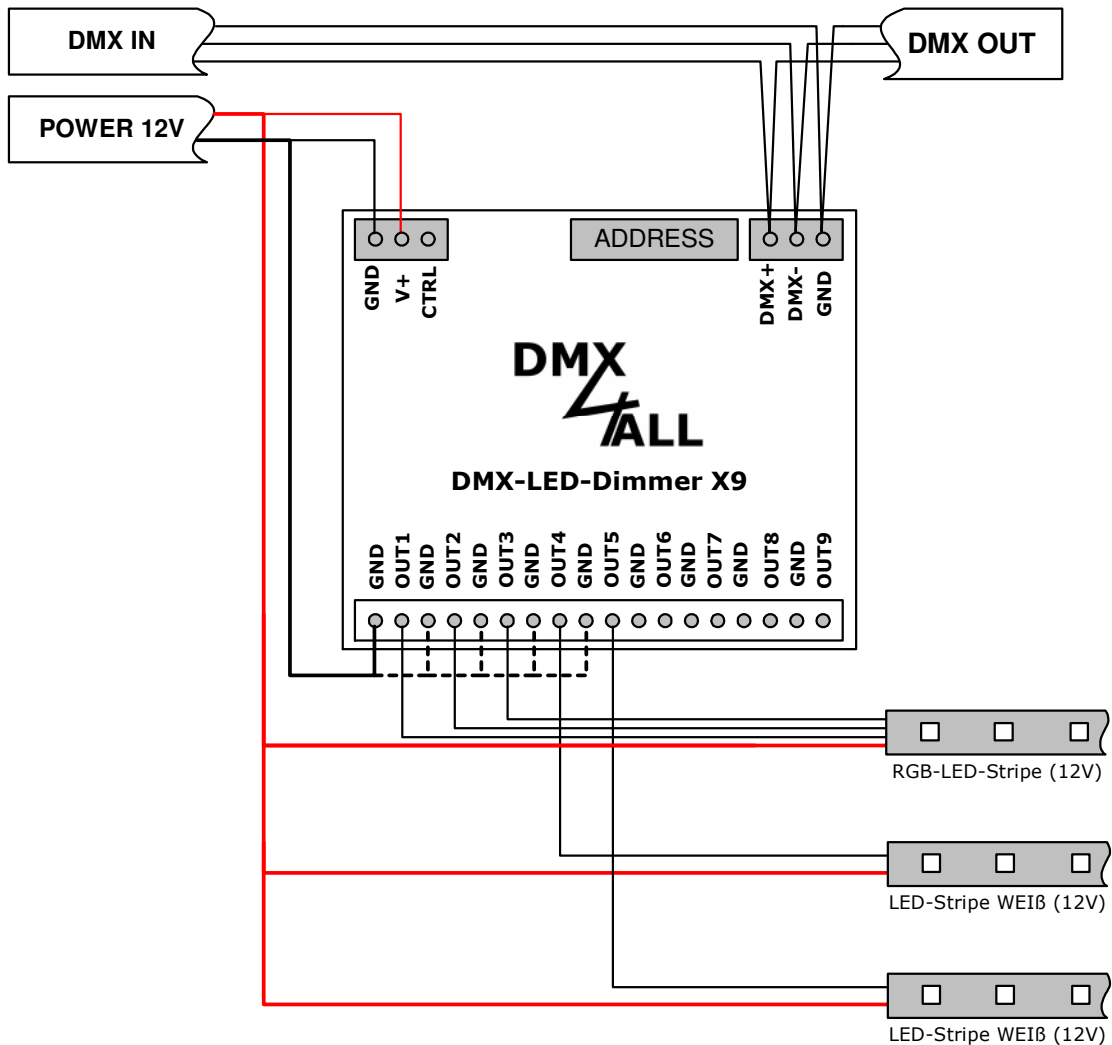 DMX IN
DMX OUT
POWER 12V
ADDRESS
GND
V+
CTRL
DMX+
DMX-
GND
DMX
4
ALL
DMX-LED-Dimmer X9
GND
OUT1
GND
OUT2
GND
OUT3
GND
OUT4
GND
OUT5
GND
OUT6
GND
OUT7
GND
OUT8
GND
OUT9
RGB-LED-Stripe (12V)
LED-Stripe WEIß (12V)
LED-Stripe WEIß (12V)